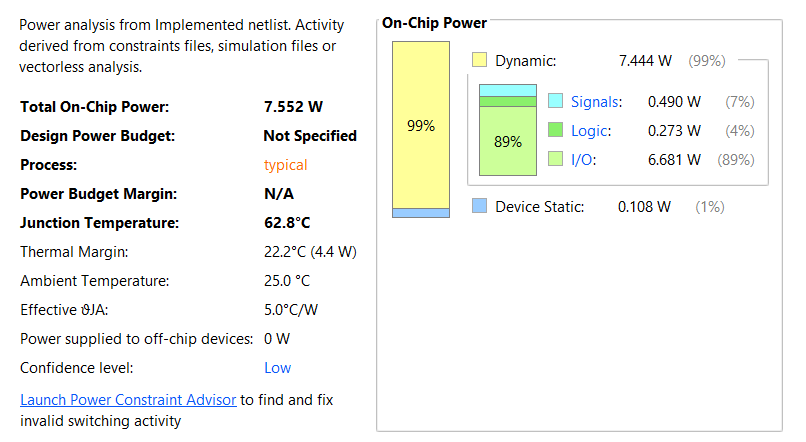 Power analysis from Implemented netlist. Activity
derived from constraints files, simulation files or
vectorless analysis.
Total On-Chip Power: 7.552 W
Design Power Budget: Not Specified
Process: typical
Power Budget Margin: N/A
Junction Temperature: 62.8°C
Thermal Margin: 22.2°C (4.4 W)
Ambient Temperature: 25.0 °C
Effective ϑJA: 5.0°C/W
Power supplied to off-chip devices: 0 W
Confidence level: Low
Launch Power Constraint Advisor to find and fix
invalid switching activity
On-Chip Power
99%
Dynamic: 7.444 W (99%)
89%
Signals: 0.490 W (7%)
Logic: 0.273 W (4%)
I/O: 6.681 W (89%)
Device Static: 0.108 W (1%)